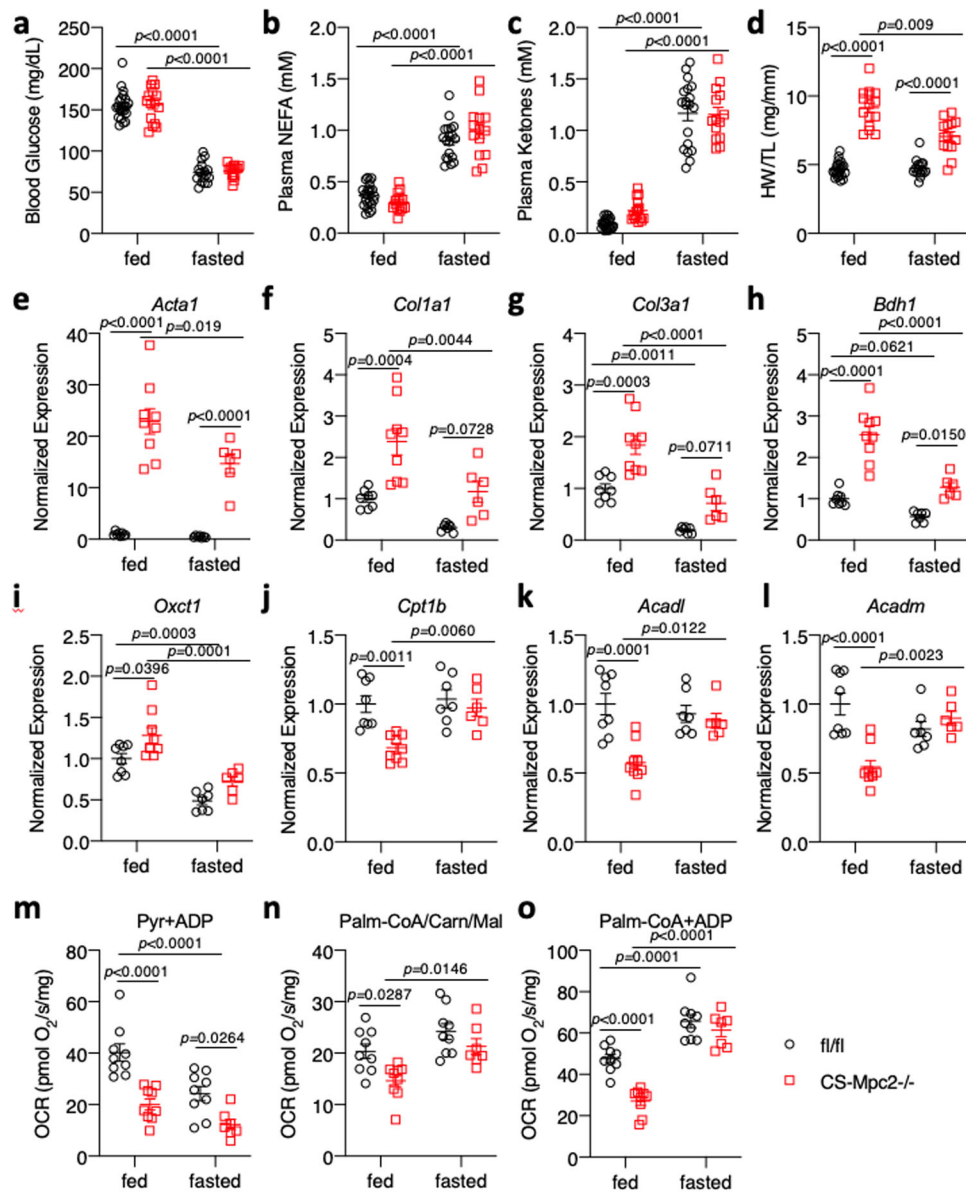 a
Blood Glucose (mg/dL)
250
200
150
100
50
0
p<0.0001
p<0.0001
fed
fasted
b
Plasma NEFA (mM)
2.0
1.5
1.0
0.5
0.0
p<0.0001
p<0.0001
fed
fasted
c
Plasma Ketones (mM)
2.0
1.5
1.0
0.5
0.0
p<0.0001
p<0.0001
fed
fasted
d
HW/TL (mg/mm)
15
10
5
0
p=0.009
p<0.0001
p<0.0001
fed
fasted
e
Acta1
Normalized Expression
40
30
20
10
0
p<0.0001
p=0.019
p<0.0001
fed
fasted
f
Col1a1
Normalized Expression
5
4
3
2
1
0
p=0.0044
p=0.0004
p=0.0728
fed
fasted
g
Col3a1
Normalized Expression
4
3
2
1
0
p<0.0001
p=0.0011
p=0.0003
p=0.0711
fed
fasted
h
Bdh1
Normalized Expression
5
4
3
2
1
0
p<0.0001
p=0.0621
p<0.0001
p=0.0150
fed
fasted
i
Oxct1
Normalized Expression
2.5
2.0
1.5
1.0
0.5
0.0
p=0.0003
p=0.0001
p=0.0396
fed
fasted
j
Cpt1b
Normalized Expression
1.5
1.0
0.5
0.0
p=0.0060
p=0.0011
fed
fasted
k
Acadl
Normalized Expression
1.5
1.0
0.5
0.0
p=0.0122
p=0.0001
fed
fasted
l
Acadm
Normalized Expression
1.5
1.0
0.5
0.0
p<0.0001
p=0.0023
fed
fasted
m
Pyr+ADP
OCR (pmol O2/s/mg)
80
60
40
20
0
p<0.0001
p<0.0001
p=0.0264
fed
fasted
n
Palm-CoA/Carn/Mal
OCR (pmol O2/s/mg)
40
30
20
10
0
p=0.0146
p=0.0287
fed
fasted
o
Palm-CoA+ADP
OCR (pmol O2/s/mg)
100
80
60
40
20
0
p<0.0001
p=0.0001
p<0.0001
fed
fasted
fl/fl
CS-Mpc2-/-